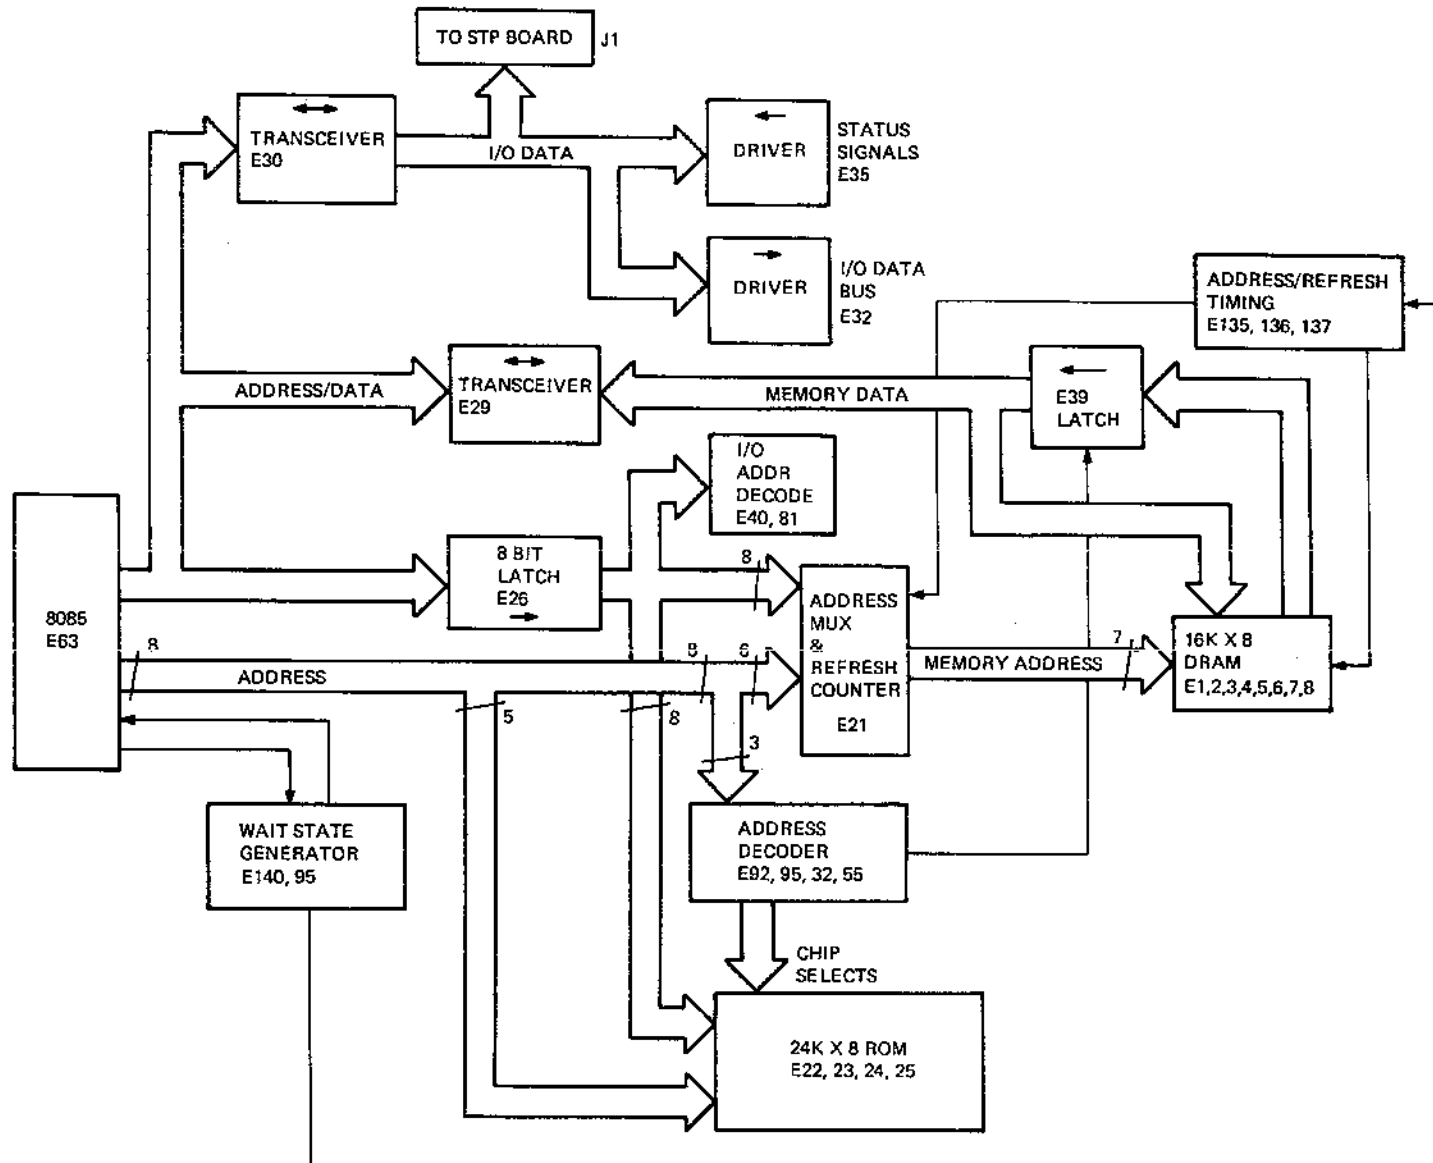 TO STP BOARD
J1
TRANSCEIVER
E30
I/O DATA
DRIVER
STATUS
SIGNALS
E35
DRIVER
I/O DATA
BUS
E32
ADDRESS/REFRESH
TIMING
E135, 136, 137
ADDRESS/DATA
TRANSCEIVER
E29
MEMORY DATA
E39
LATCH
I/O
ADDR
DECODE
E40, 81
8085
E63
8 BIT
LATCH
E26
8
ADDRESS
MUX
&
REFRESH
COUNTER
E21
8
ADDRESS
8
6
5
8
3
MEMORY ADDRESS
7
16K X 8
DRAM
E1,2,3,4,5,6,7,8
WAIT STATE
GENERATOR
E140, 95
ADDRESS
DECODER
E92, 95, 32, 55
CHIP
SELECTS
24K X 8 ROM
E22, 23, 24, 25